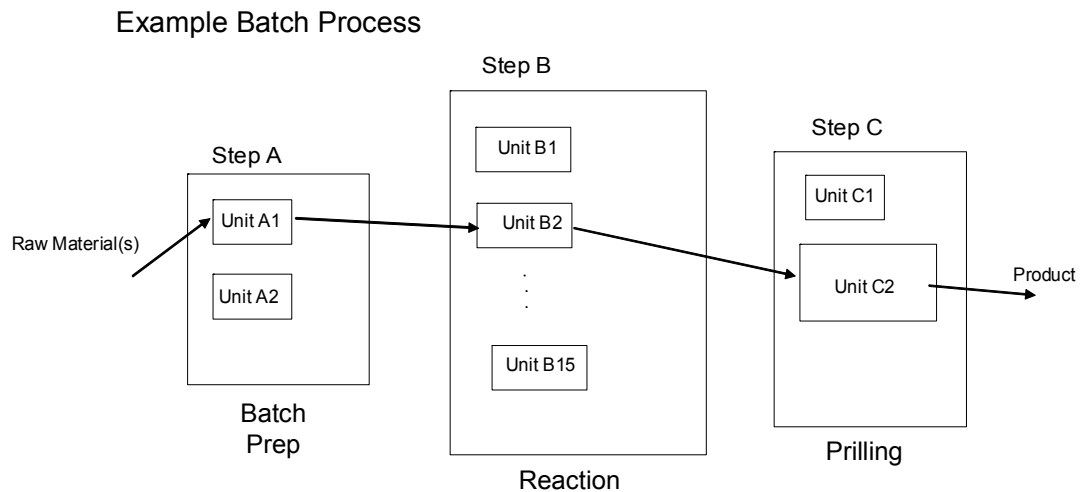 Example Batch Process
Step A
Unit A1
Unit A2
Raw Material(s)
Batch
Prep
Step B
Unit B1
Unit B2
.
.
.
Unit B15
Reaction
Step C
Unit C1
Unit C2
Product
Prilling